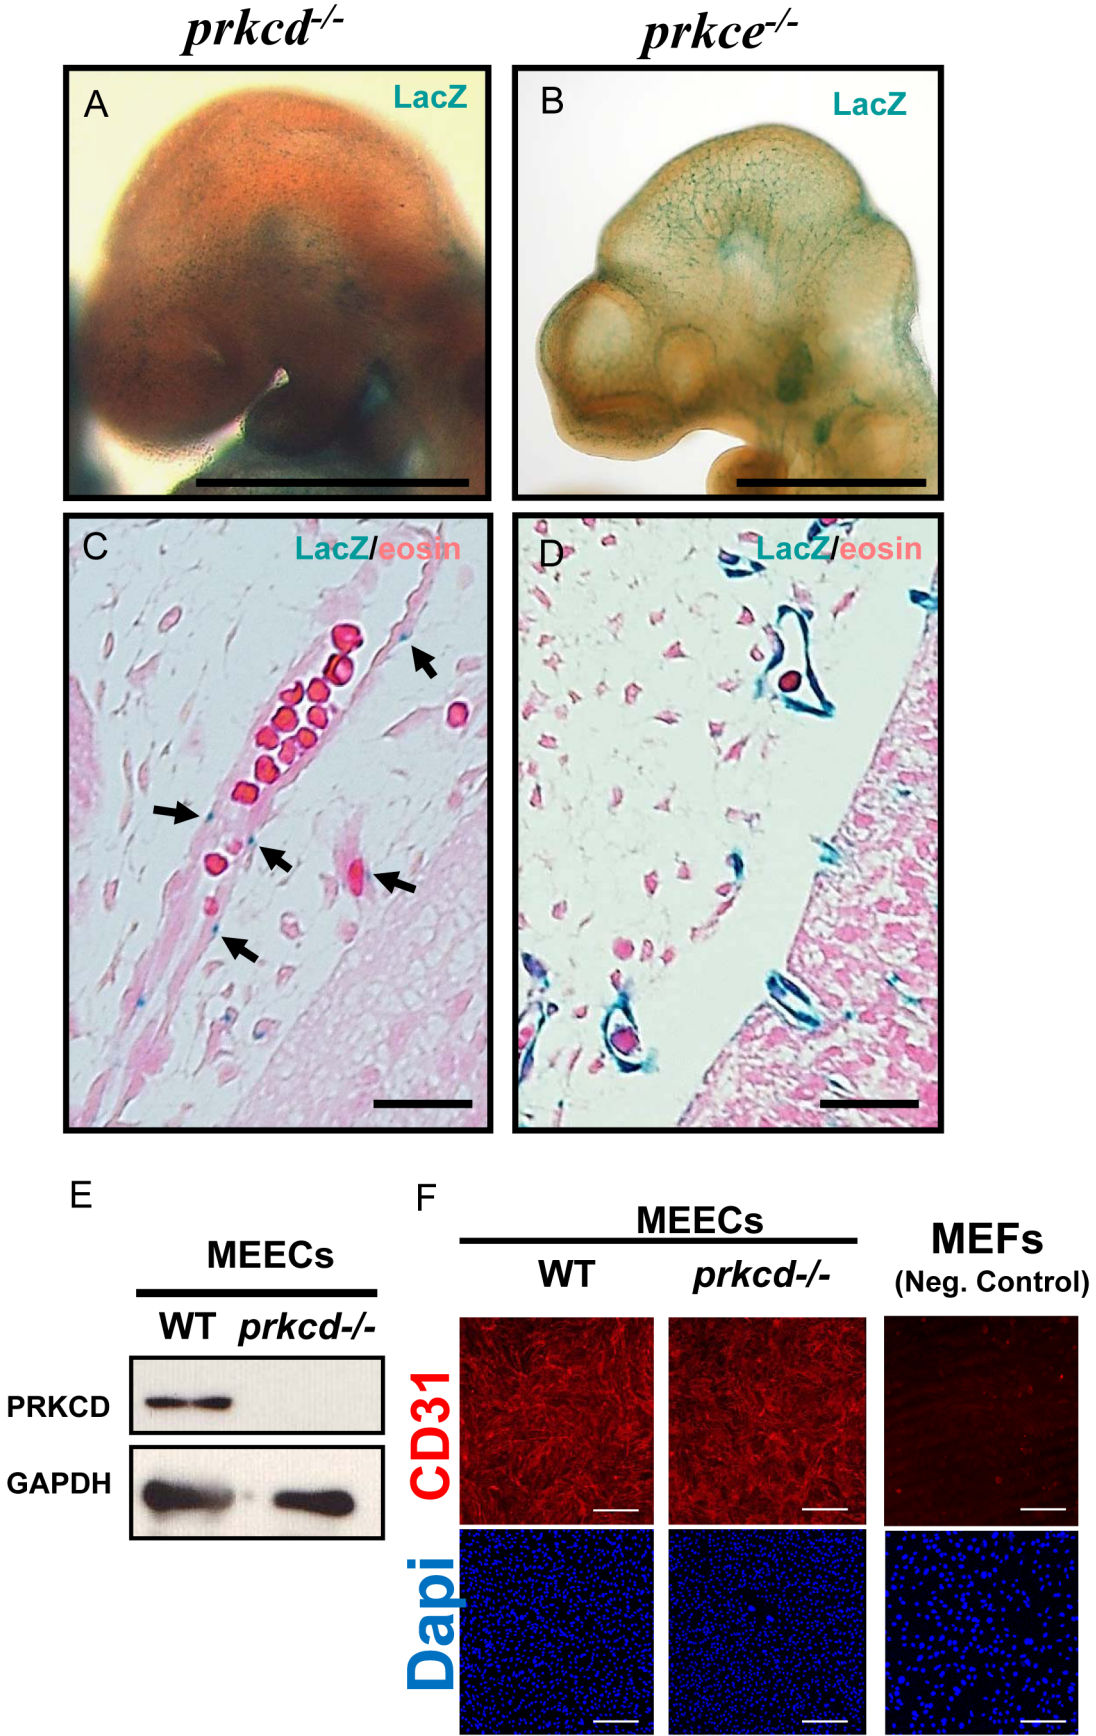 prkcd-/-
prkce-/-
A
LacZ
B
LacZ
C
LacZ/eosin
D
LacZ/eosin
E
MEECs
WT
prkcd-/-
PRKCD
GAPDH
F
MEECs
WT
prkcd-/-
MEFs
(Neg. Control)
CD31
Dapi